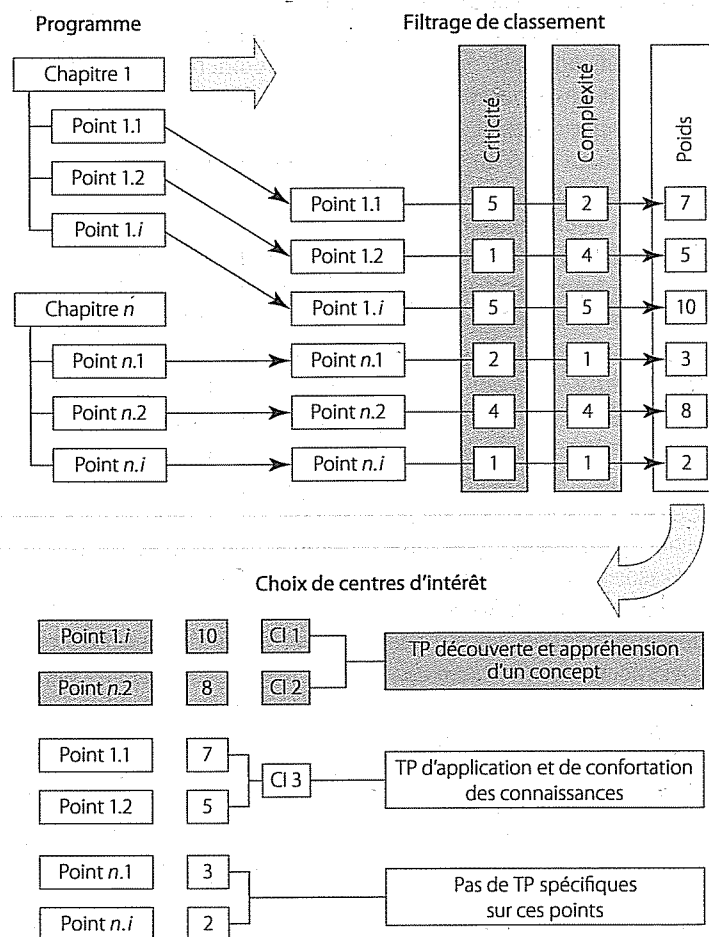 Programme
Filtrage de classement
Chapitre 1
Point 1.1
Point 1.2
Point 1.i
Chapitre n
Point n.1
Point n.2
Point n.i
Criticité
Complexité
Poids
Point 1.1 5 2 7
Point 1.2 1 4 5
Point 1.i 5 5 10
Point n.1 2 1 3
Point n.2 4 4 8
Point n.i 1 1 2
Choix de centres d'intérêt
Point 1.i 10 CI 1
Point n.2 8 CI 2
TP découverte et appréhension
d'un concept
Point 1.1 7
Point 1.2 5
CI 3
TP d'application et de confortation
des connaissances
Point n.1 3
Point n.i 2
Pas de TP spécifiques
sur ces points